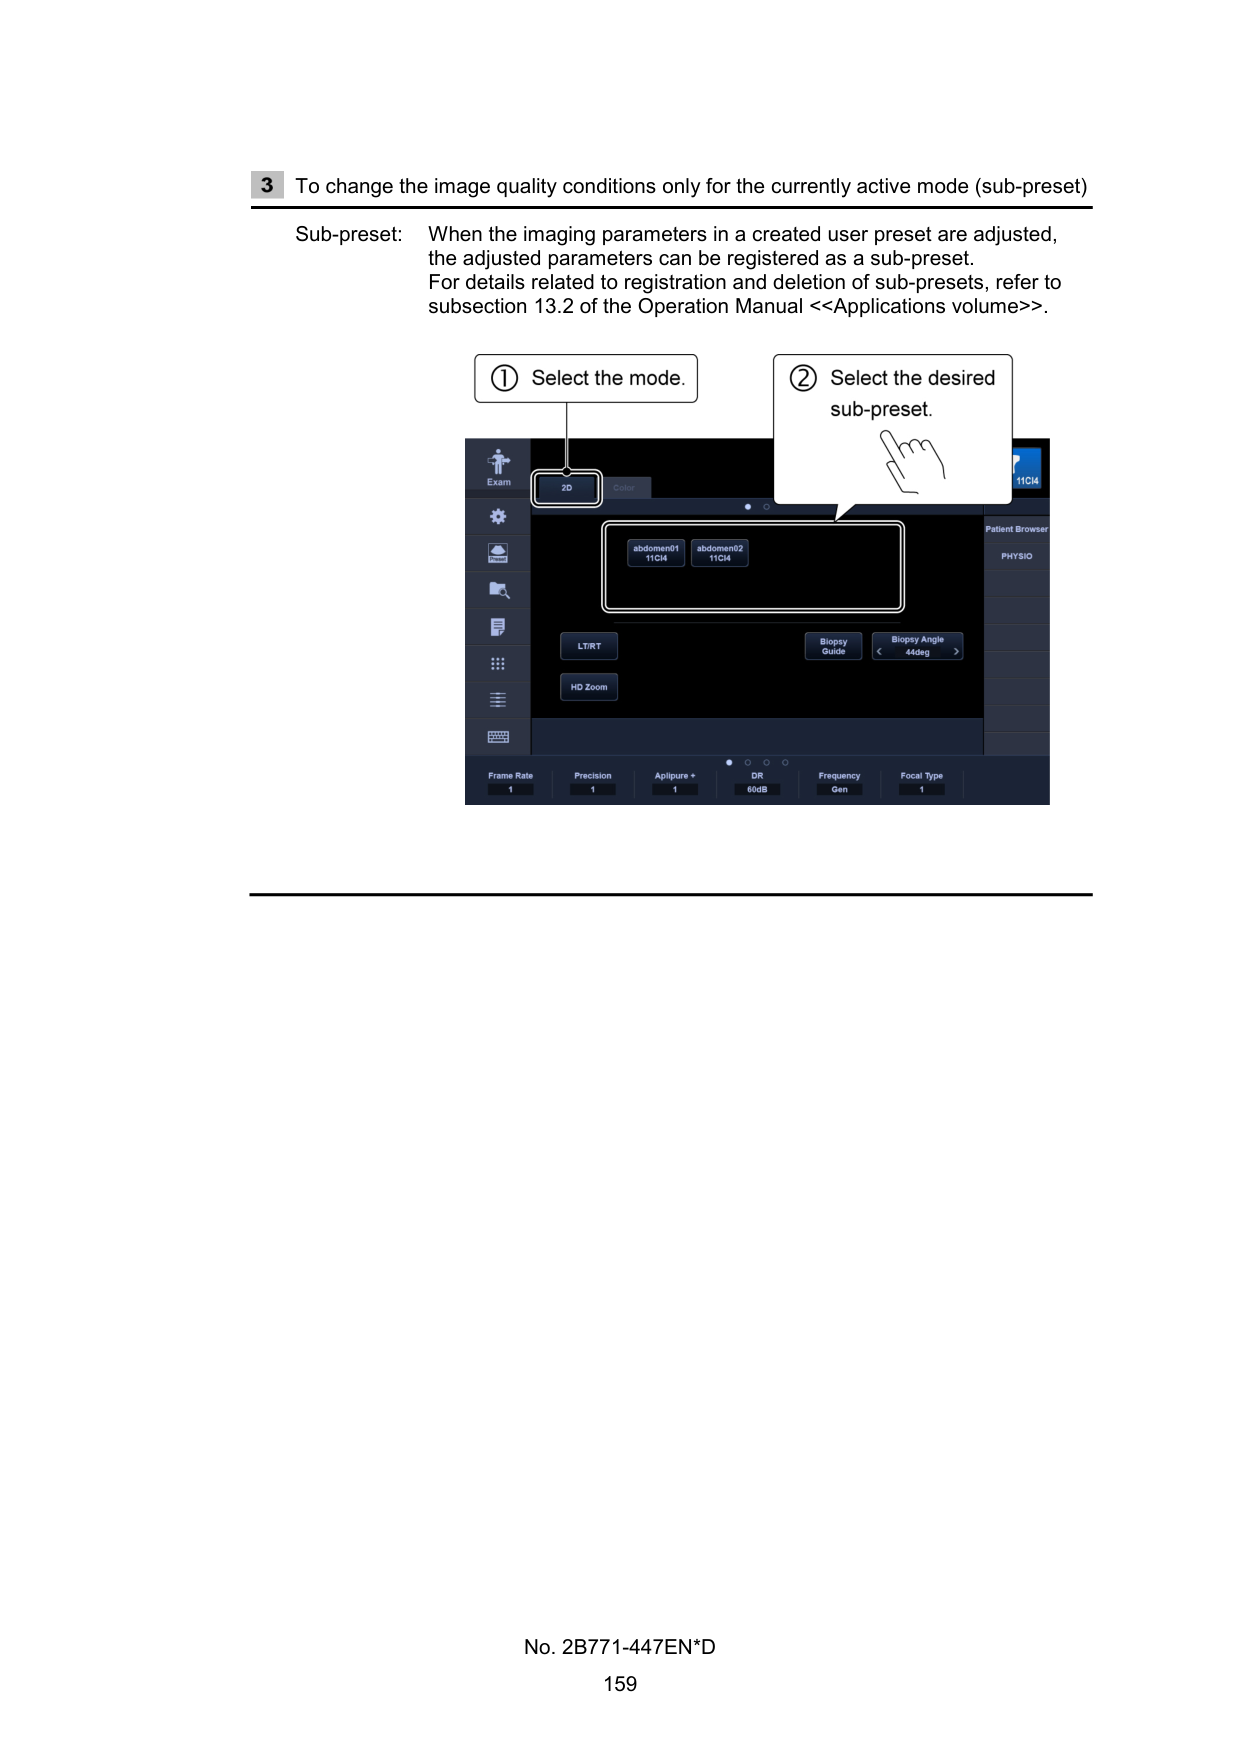 3 To change the image quality conditions only for the currently active mode (sub-preset)
Sub-preset: When the imaging parameters in a created user preset are adjusted,
the adjusted parameters can be registered as a sub-preset.
For details related to registration and deletion of sub-presets, refer to
subsection 13.2 of the Operation Manual <<Applications volume>>.
① Select the mode.
② Select the desired
sub-preset.
Exam
2D
Color
11CI4
Patient Browser
PHYSIO
Preset
abdomen01
11CI4
abdomen02
11CI4
LT/RT
Biopsy
Guide
Biopsy Angle
< 44deg >
HD Zoom
Frame Rate
1
Precision
1
Aplipure +
1
DR
60dB
Frequency
Gen
Focal Type
1
No. 2B771-447EN*D
159